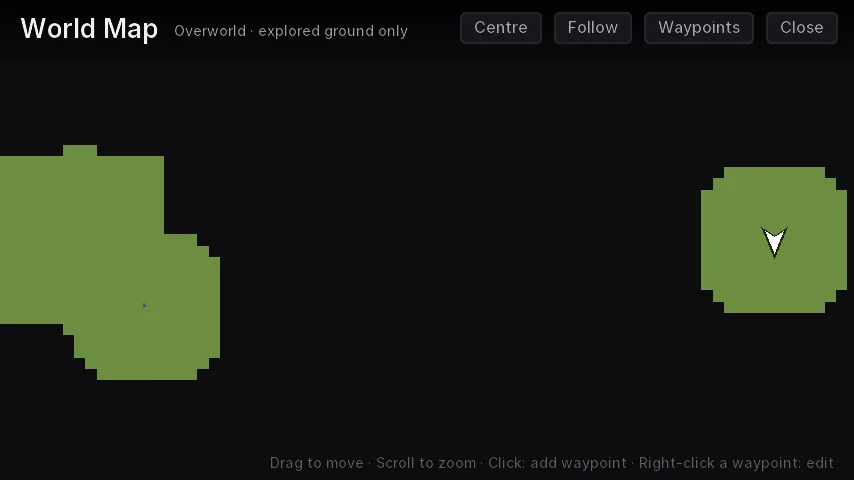 World Map Overworld · explored ground only Centre Follow Waypoints Close
Drag to move · Scroll to zoom · Click: add waypoint · Right-click a waypoint: edit